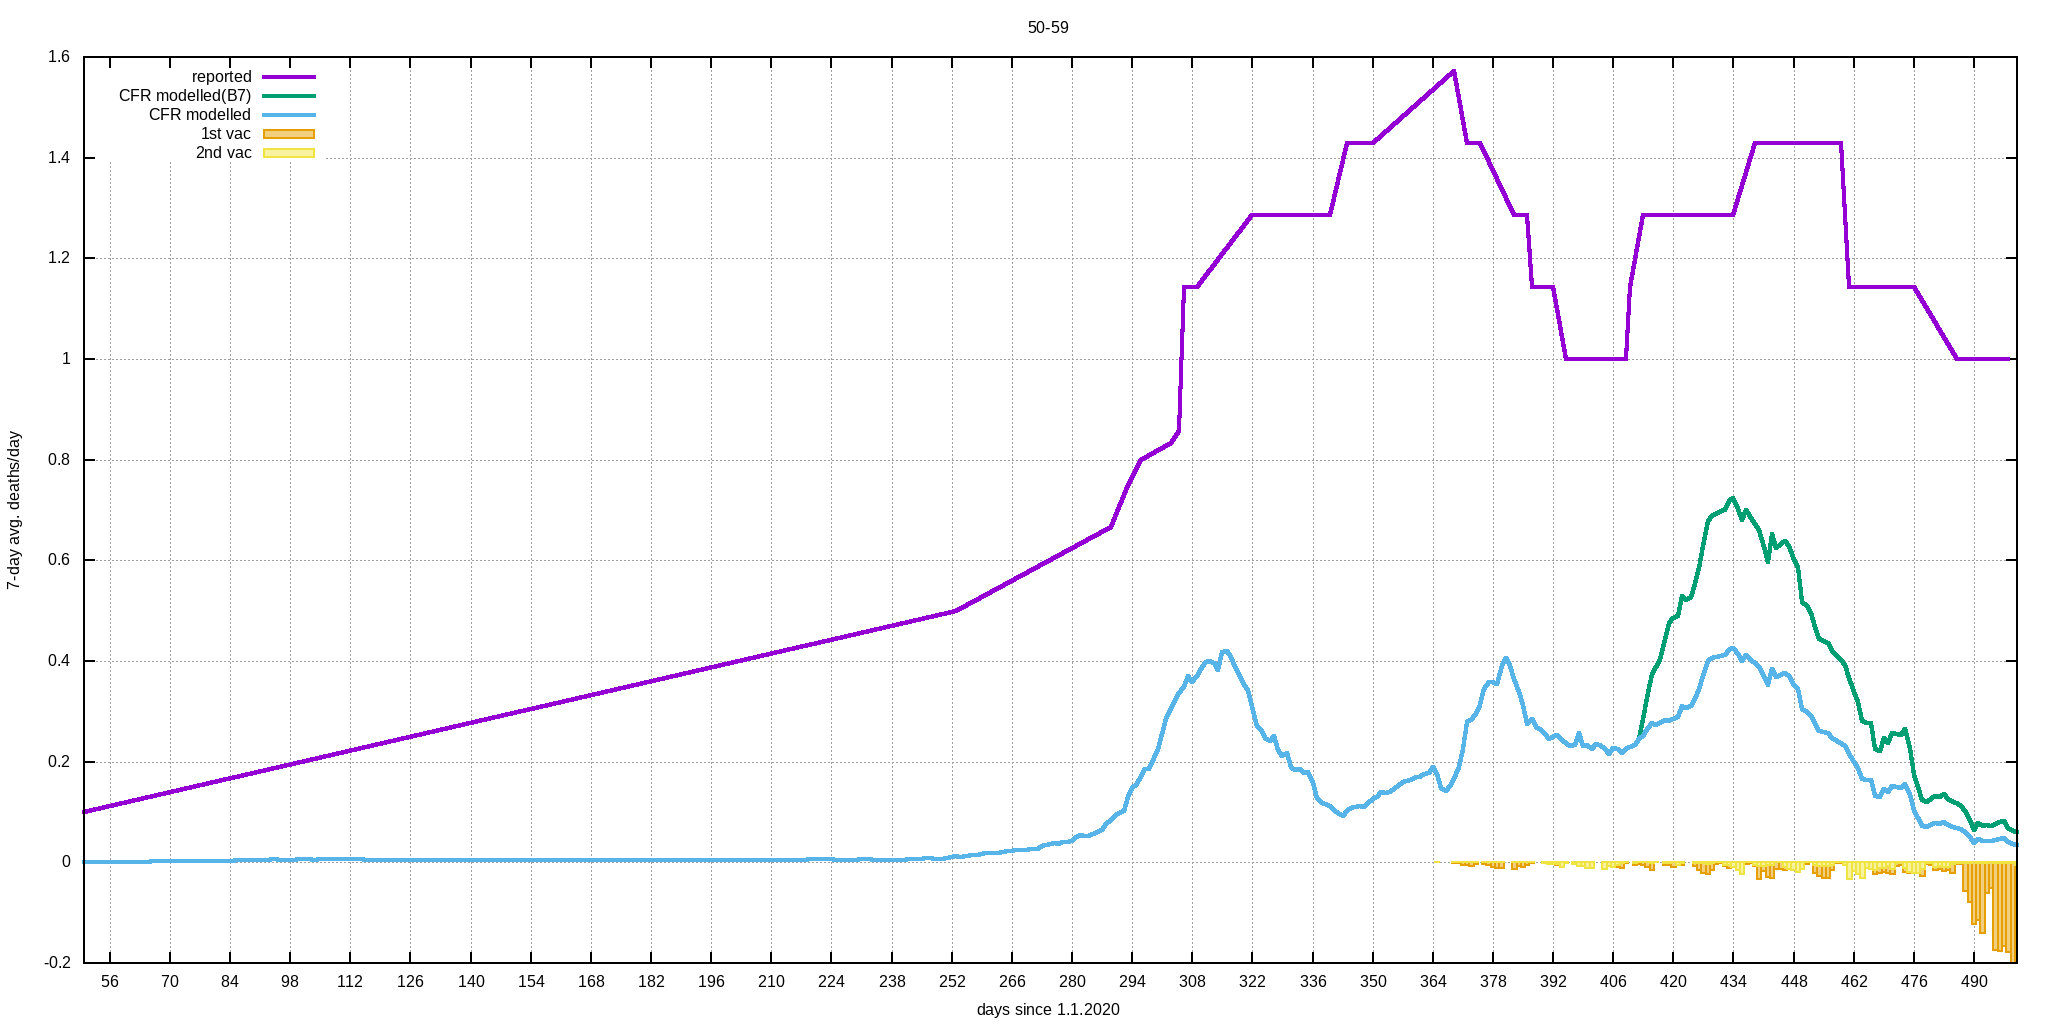 50-59
1.6
reported
CFR modelled(B7)
CFR modelled
1st vac
2nd vac
1.4
1.2
1
0.8
7-day avg. deaths/day
0.6
0.4
0.2
0
-0.2
56 70 84 98 112 126 140 154 168 182 196 210 224 238 252 266 280 294 308 322 336 350 364 378 392 406 420 434 448 462 476 490
days since 1.1.2020